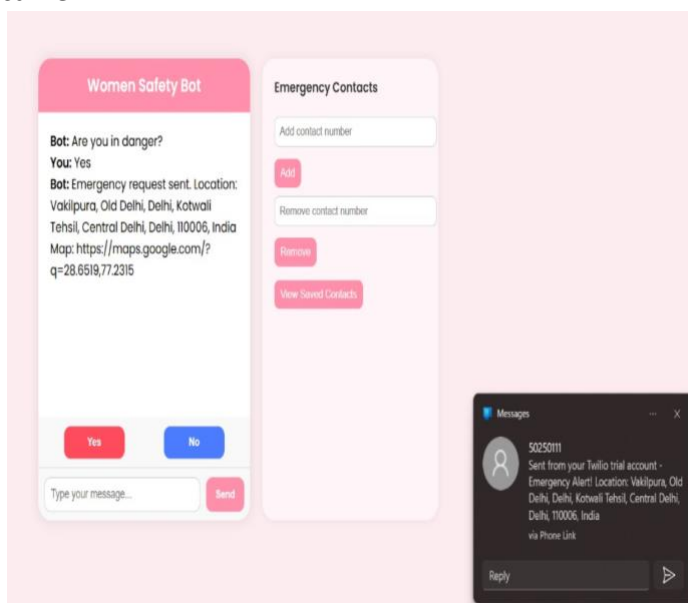 Women Safety Bot
Bot: Are you in danger?
You: Yes
Bot: Emergency request sent. Location:
Vakilpura, Old Delhi, Delhi, Kotwali
Tehsil, Central Delhi, Delhi, 110006, India
Map: https://maps.google.com/?
q=28.6519,77.2315
Yes
No
Type your message...
Send
Emergency Contacts
Add contact number
Add
Remove contact number
Remove
View Saved Contacts
Messages
50250111
Sent from your Twilio trial account -
Emergency Alert! Location: Vakilpura, Old
Delhi, Delhi, Kotwali Tehsil, Central Delhi,
Delhi, 110006, India
via Phone Link
Reply